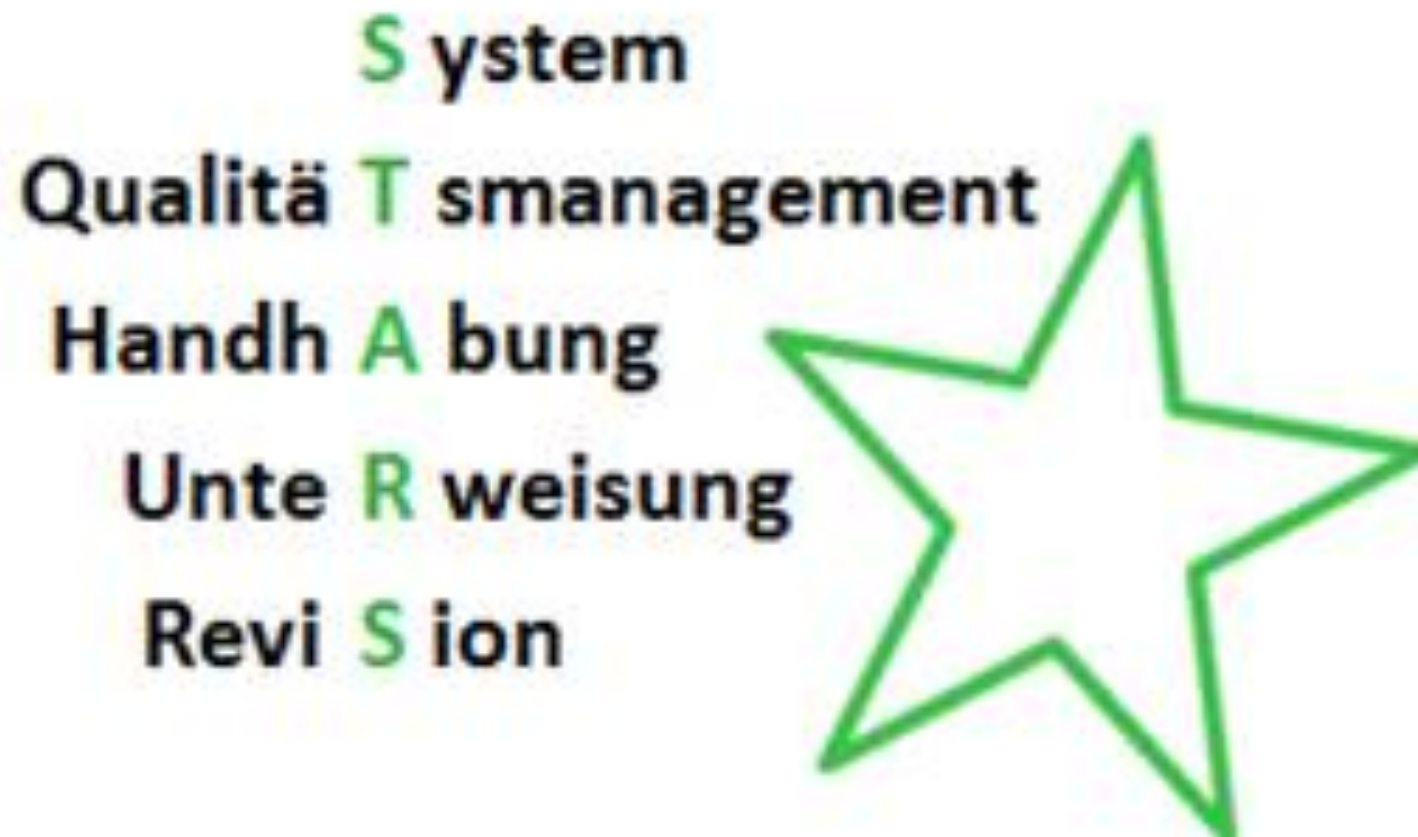 S ystem
Qualitä T smanagement
Handh A bung
Unte R weisung
Revi S ion